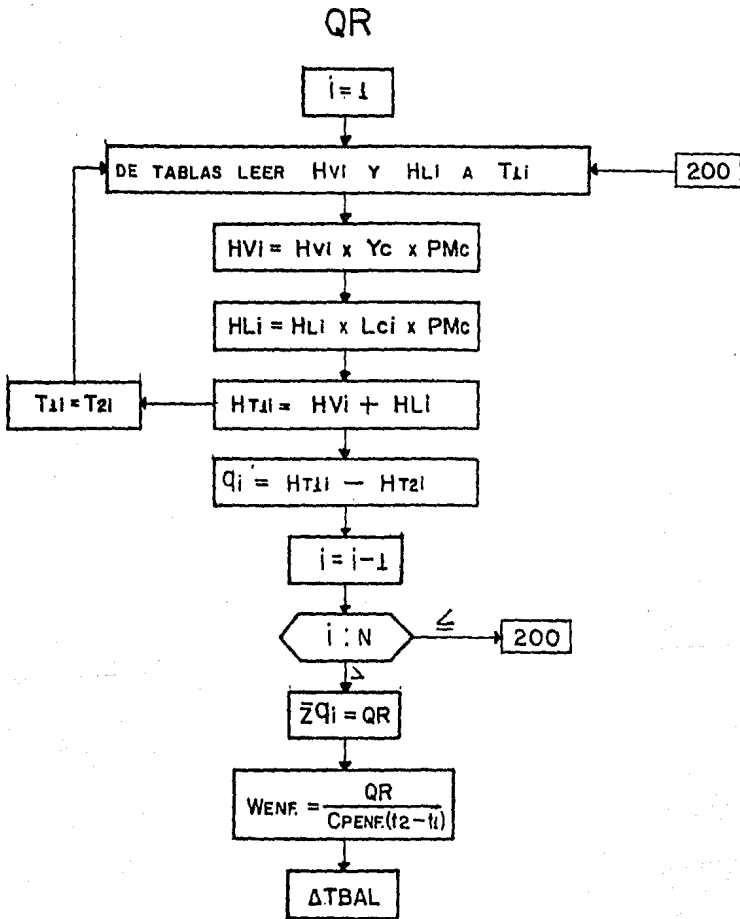 QR
i = 1
DE TABLAS LEER HVi Y HLi A T1i
200
HVi = Hvi x Yc x PMc
HLi = HLi x Lci x PMc
T1i = T2i
HT1i = HVi + HLi
qi = HT1i − HT2i
i = i-1
i : N
≤
200
>
Σqi = QR
WENF. = QR / CPENF.(t2-t1)
ΔTBAL